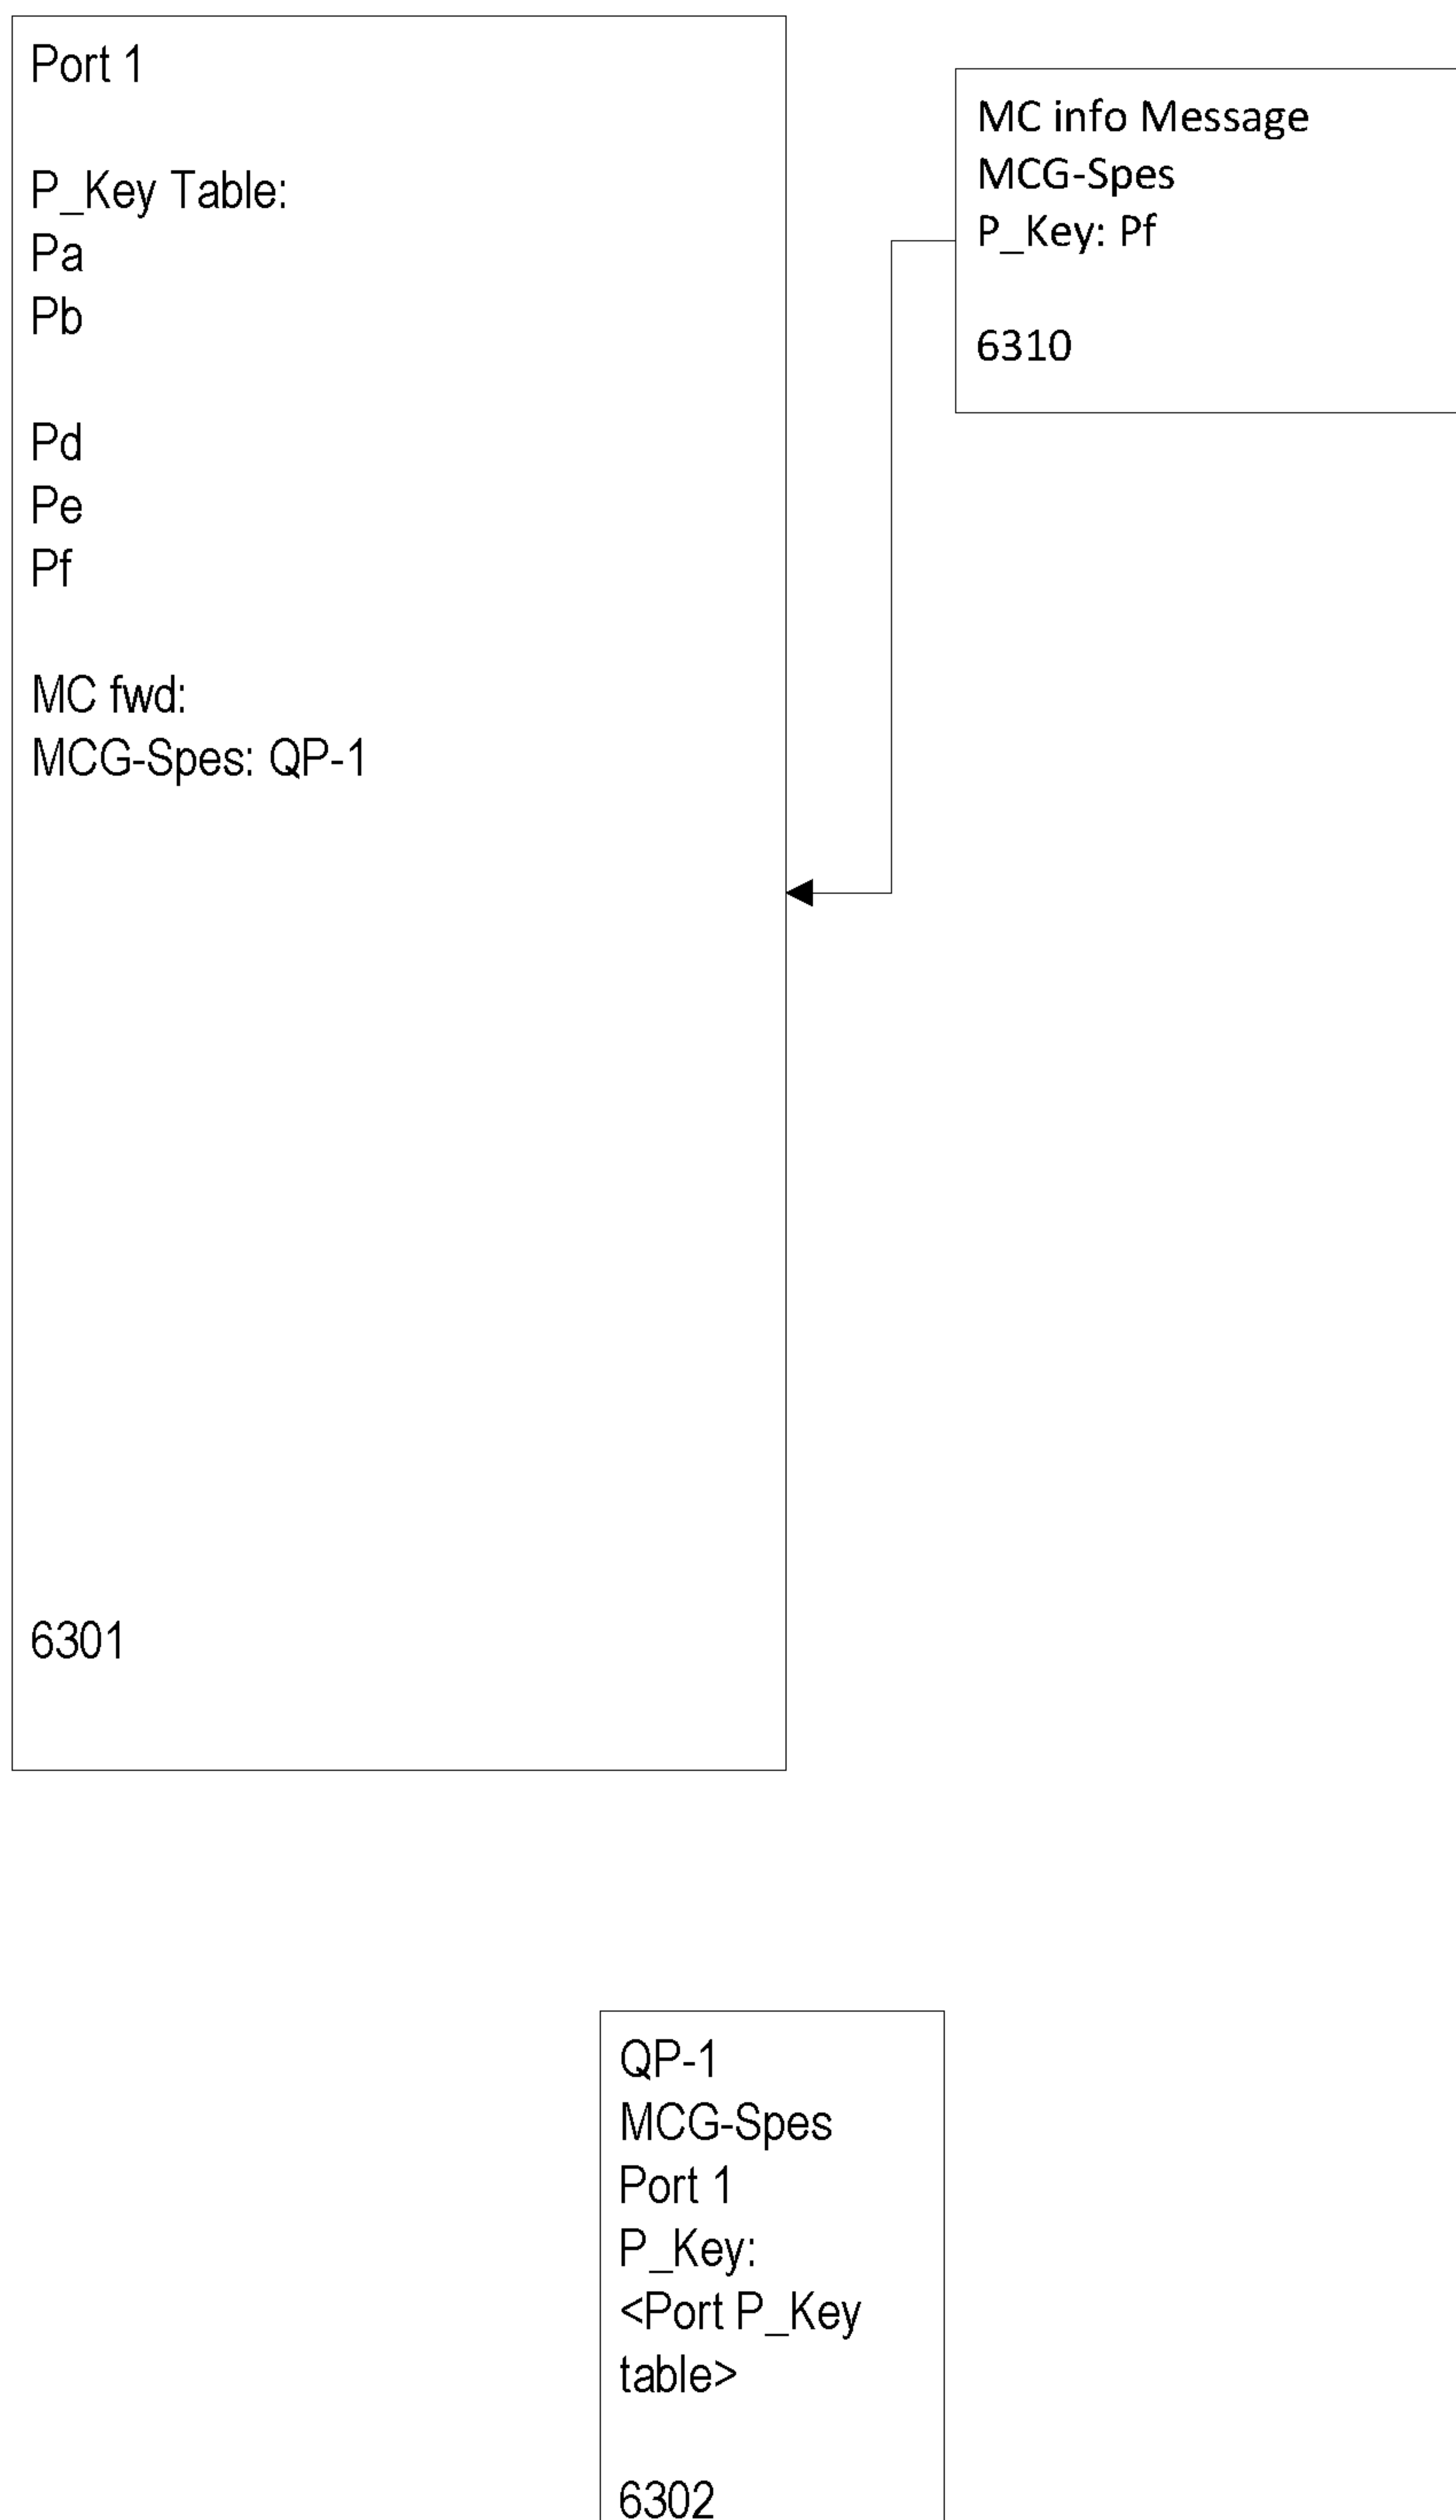 Port 1
P_Key Table:
Pa
Pb
Pd
Pe
Pf
MC fwd:
MCG-Spes: QP-1
6301
MC info Message
MCG-Spes
P_Key: Pf
6310
QP-1
MCG-Spes
Port 1
P_Key:
<Port P_Key
table>
6302